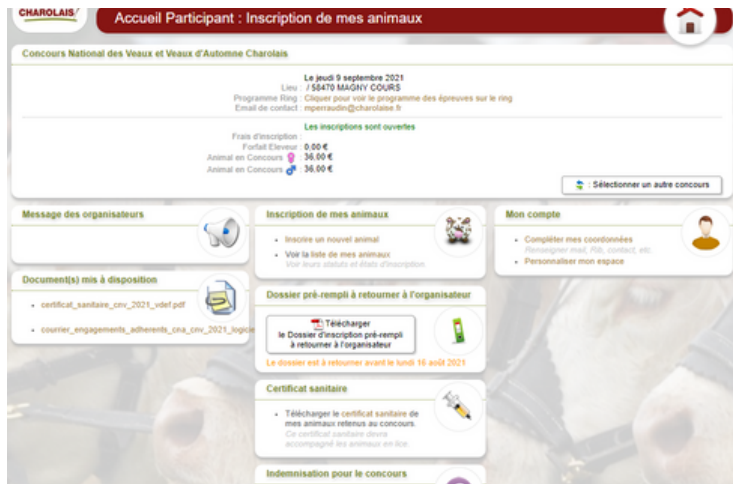 CHAROLAIS
Accueil Participant : Inscription de mes animaux
Concours National des Veaux et Veaux d'Automne Charolais
Le jeudi 9 septembre 2021
Lieu : / 58470 MAGNY COURS
Programme Ring : Cliquer pour voir le programme des épreuves sur le ring
Email de contact : mperraudin@charolaise.fr
Les inscriptions sont ouvertes
Frais d'inscription :
Forfait Eleveur : 0.00 €
Animal en Concours : 36.00 €
Animal en Concours : 36.00 €
: Sélectionner un autre concours
Message des organisateurs
Document(s) mis à disposition
certificat_sanitaire_cnv_2021_vdef.pdf
courrier_engagements_adherents_cna_cnv_2021_logicie
Inscription de mes animaux
Inscrire un nouvel animal
Voir la liste de mes animaux
Voir leurs statuts et états d'inscription
Dossier pré-rempli à retourner à l'organisateur
Télécharger
le Dossier d'inscription pré-rempli
à retourner à l'organisateur
Le dossier est à retourner avant le lundi 16 août 2021
Certificat sanitaire
Télécharger le certificat sanitaire de
mes animaux retenus au concours.
Ce certificat sanitaire devra
accompagné les animaux en lice.
Indemnisation pour le concours
Mon compte
Compléter mes coordonnées
Renseigner mail, Rib, contact, etc.
Personnaliser mon espace